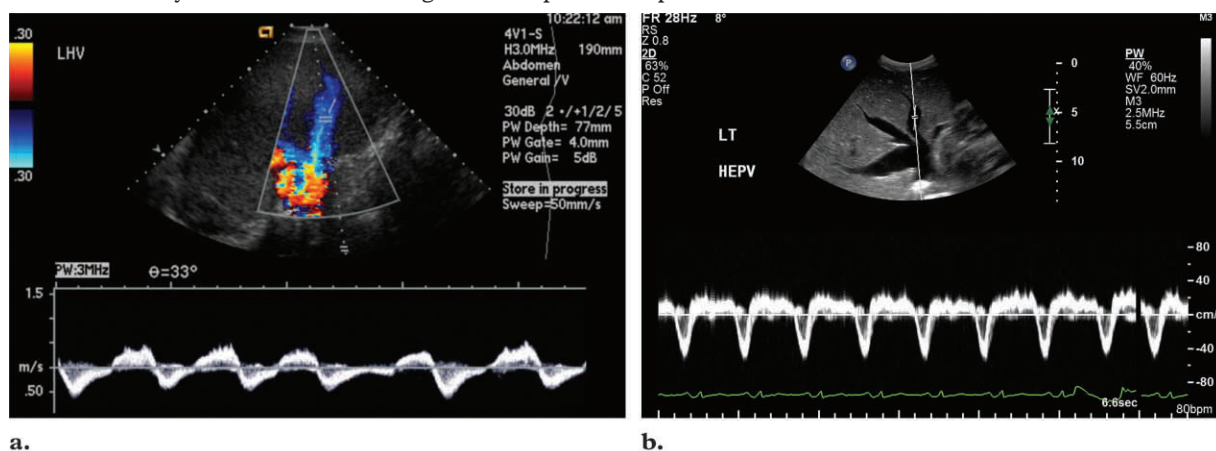 LHV
.30
.30
10:22:12 am
4V1-S
H3.0MHz 190mm
Abdomen
General /V
30dB 2 •/+1/2/5
PW Depth= 77mm
PW Gate= 4.0mm
PW Gain= 5dB
Store in progress
Sweep=50mm/s
PW:3MHz θ=33°
1.5
m/s
.50
a.
FR 28Hz 8°
RS
Z 0.8
2D
63%
C 52
P Off
Res
P
LT
HEPV
M3
PW
40%
WF 60Hz
SV2.0mm
M3
2.5MHz
5.5cm
0
5
10
80
40
cm/
-40
-80
6.6sec
80bpm
b.